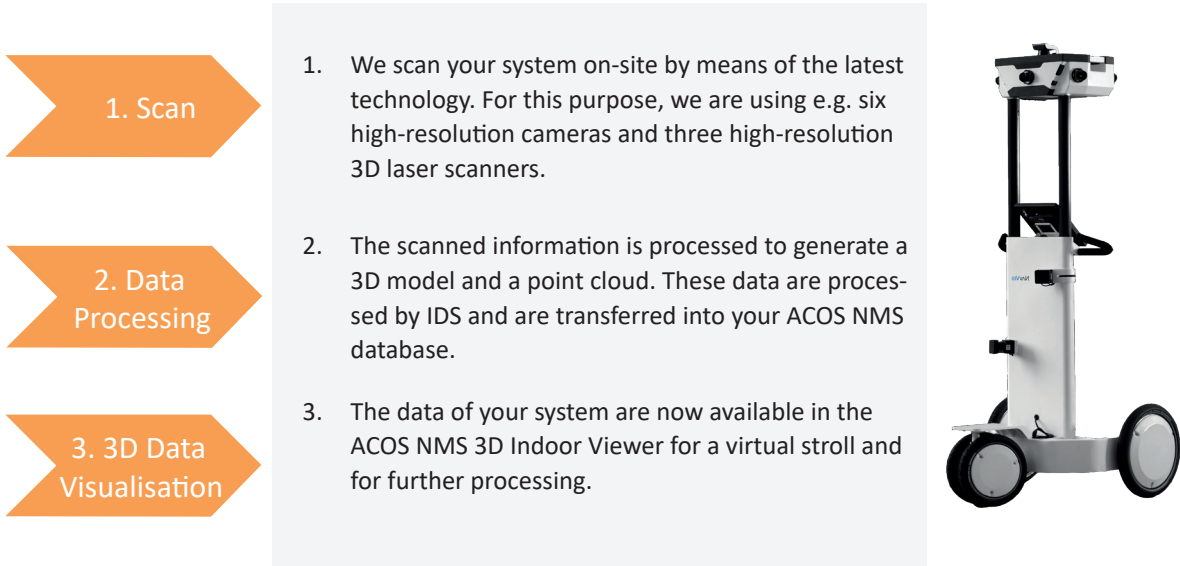 1. Scan
1. We scan your system on-site by means of the latest
technology. For this purpose, we are using e.g. six
high-resolution cameras and three high-resolution
3D laser scanners.
2. Data
Processing
2. The scanned information is processed to generate a
3D model and a point cloud. These data are proces-
sed by IDS and are transferred into your ACOS NMS
database.
3. 3D Data
Visualisation
3. The data of your system are now available in the
ACOS NMS 3D Indoor Viewer for a virtual stroll and
for further processing.